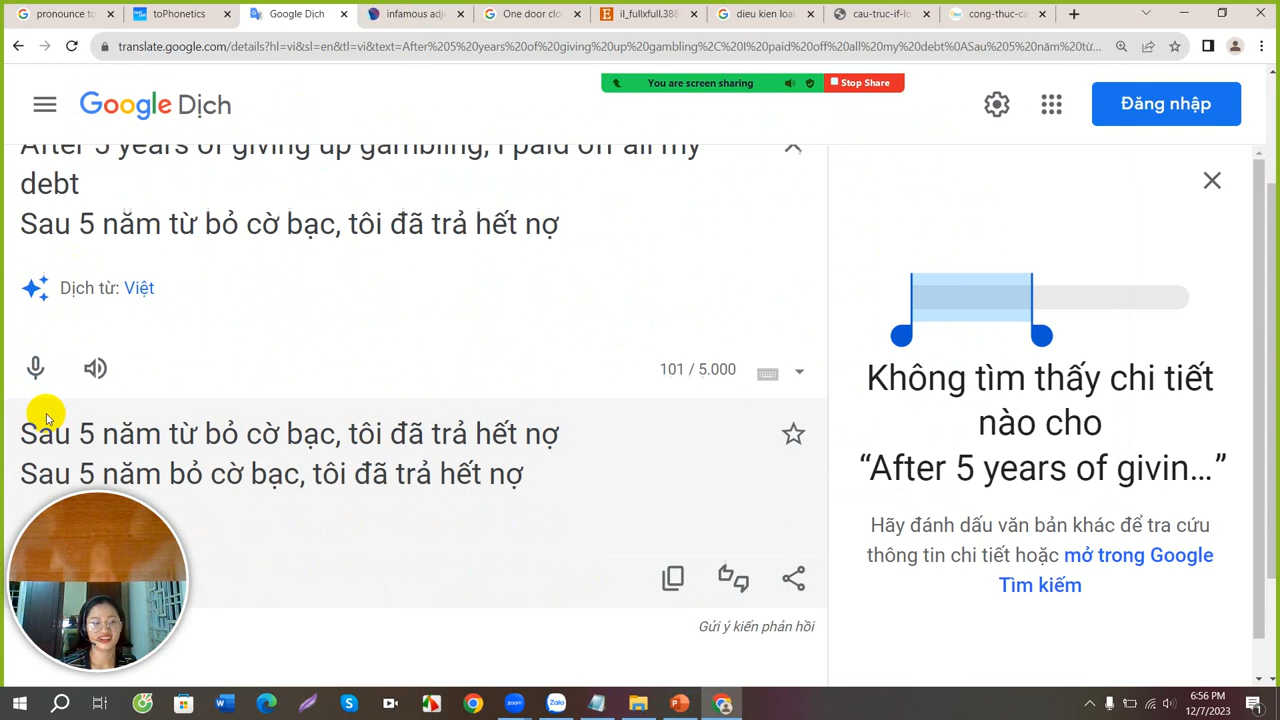 pronounce to
toPhonetics
Google Dịch
infamous adj
One door clo
il_fullxfull.388
dieu kien loai
cau-truc-if-lo
cong-thuc-ca
translate.google.com/details?hl=vi&sl=en&tl=vi&text=After%205%20years%20of%20giving%20up%20gambling%2C%20I%20paid%20off%20all%20my%20debt%0ASau%205%20năm%20từ...
You are screen sharing
Stop Share
Google Dịch
Đăng nhập
After 5 years of giving up gambling, I paid off all my
debt
Sau 5 năm từ bỏ cờ bạc, tôi đã trả hết nợ
Dịch từ: Việt
101 / 5.000
Sau 5 năm từ bỏ cờ bạc, tôi đã trả hết nợ
Sau 5 năm bỏ cờ bạc, tôi đã trả hết nợ
Gửi ý kiến phản hồi
Không tìm thấy chi tiết
nào cho
“After 5 years of givin…”
Hãy đánh dấu văn bản khác để tra cứu
thông tin chi tiết hoặc mở trong Google
Tìm kiếm
zoom
Zalo
6:56 PM
12/7/2023